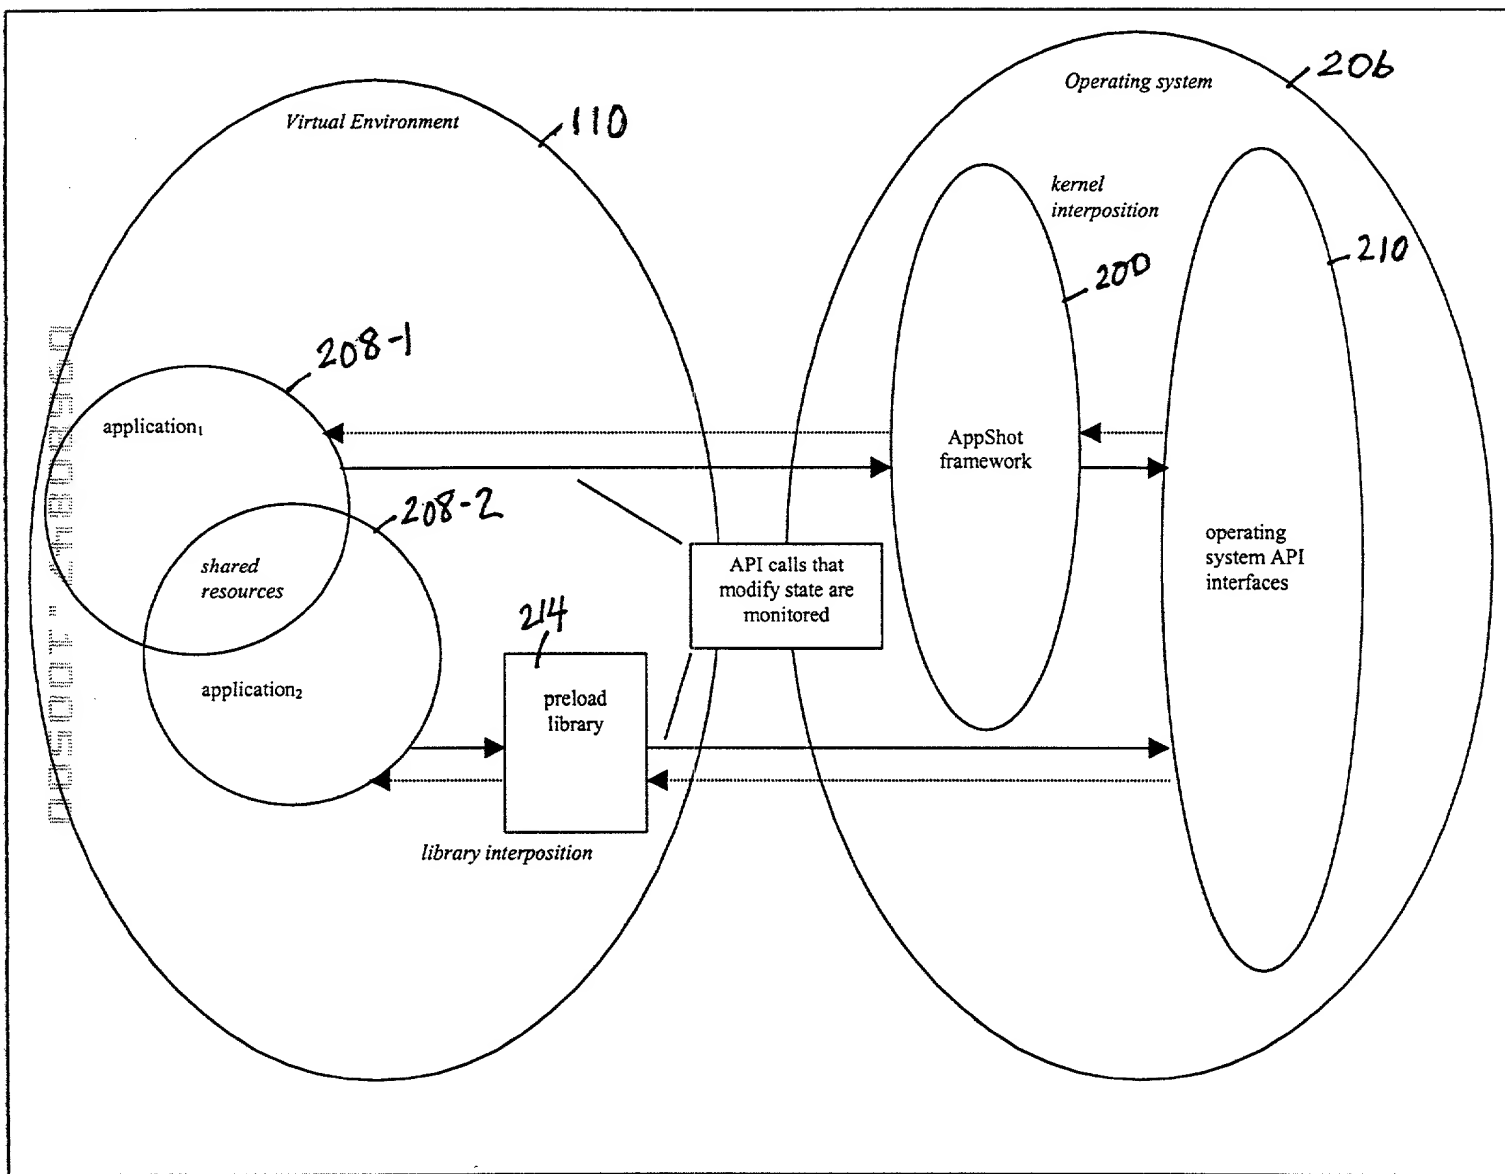 Operating system
206
Virtual Environment
110
kernel
interposition
200
210
208-1
application1
AppShot
framework
208-2
shared
resources
API calls that
modify state are
monitored
operating
system API
interfaces
214
preload
library
application2
library interposition